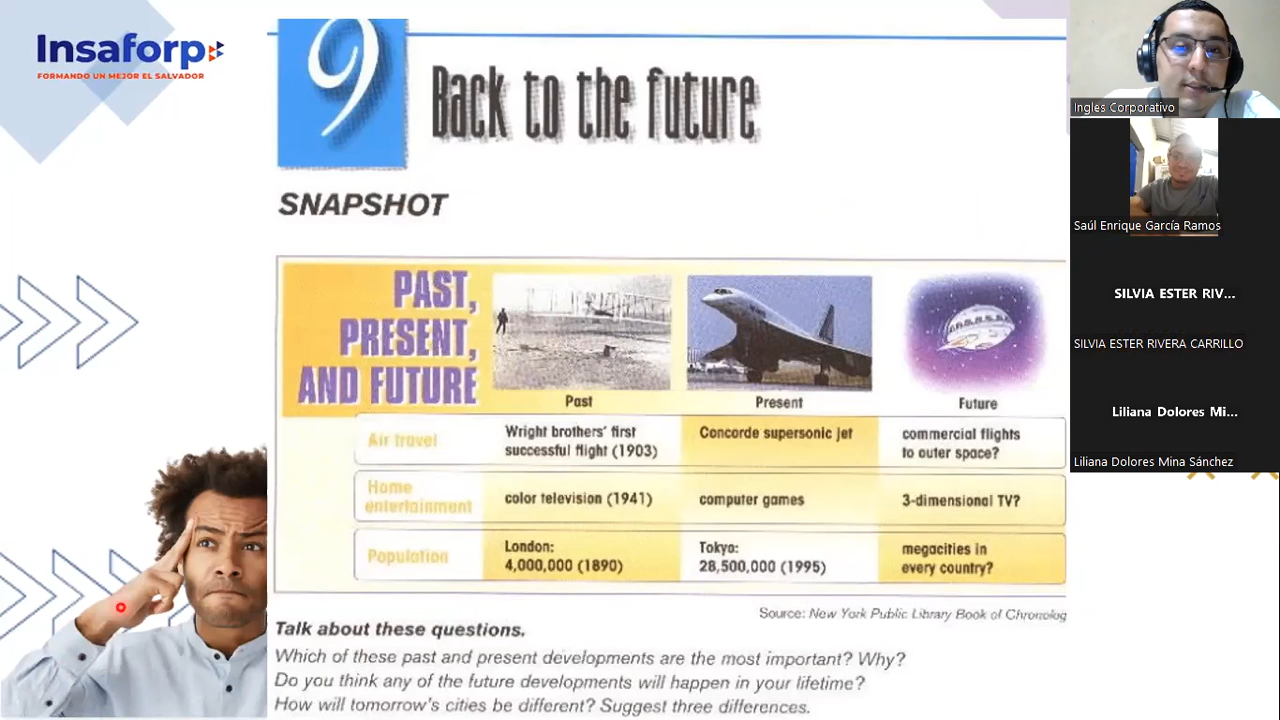 Insaforp
FORMANDO UN MEJOR EL SALVADOR
9
Back to the future
SNAPSHOT
PAST,
PRESENT,
AND FUTURE
Past
Present
Future
Air travel
Wright brothers' first
successful flight (1903)
Concorde supersonic jet
commercial flights
to outer space?
Home
entertainment
color television (1941)
computer games
3-dimensional TV?
Population
London:
4,000,000 (1890)
Tokyo:
28,500,000 (1995)
megacities in
every country?
Source: New York Public Library Book of Chronolog
Talk about these questions.
Which of these past and present developments are the most important? Why?
Do you think any of the future developments will happen in your lifetime?
How will tomorrow's cities be different? Suggest three differences.
Ingles Corporativo
Saúl Enrique García Ramos
SILVIA ESTER RIV...
SILVIA ESTER RIVERA CARRILLO
Liliana Dolores Mi...
Liliana Dolores Mina Sánchez